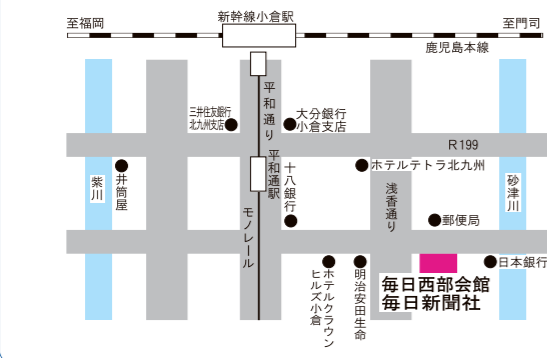 新幹線小倉駅
至福岡
至門司
鹿児島本線
平和通り
三井住友銀行
北九州支店
大分銀行
小倉支店
R199
平和通駅
十八銀行
ホテルテトラ北九州
紫川
井筒屋
浅香通り
砂津川
モノレール
郵便局
日本銀行
ホテルクラウン
ヒルズ小倉
明治安田生命
毎日西部会館
毎日新聞社